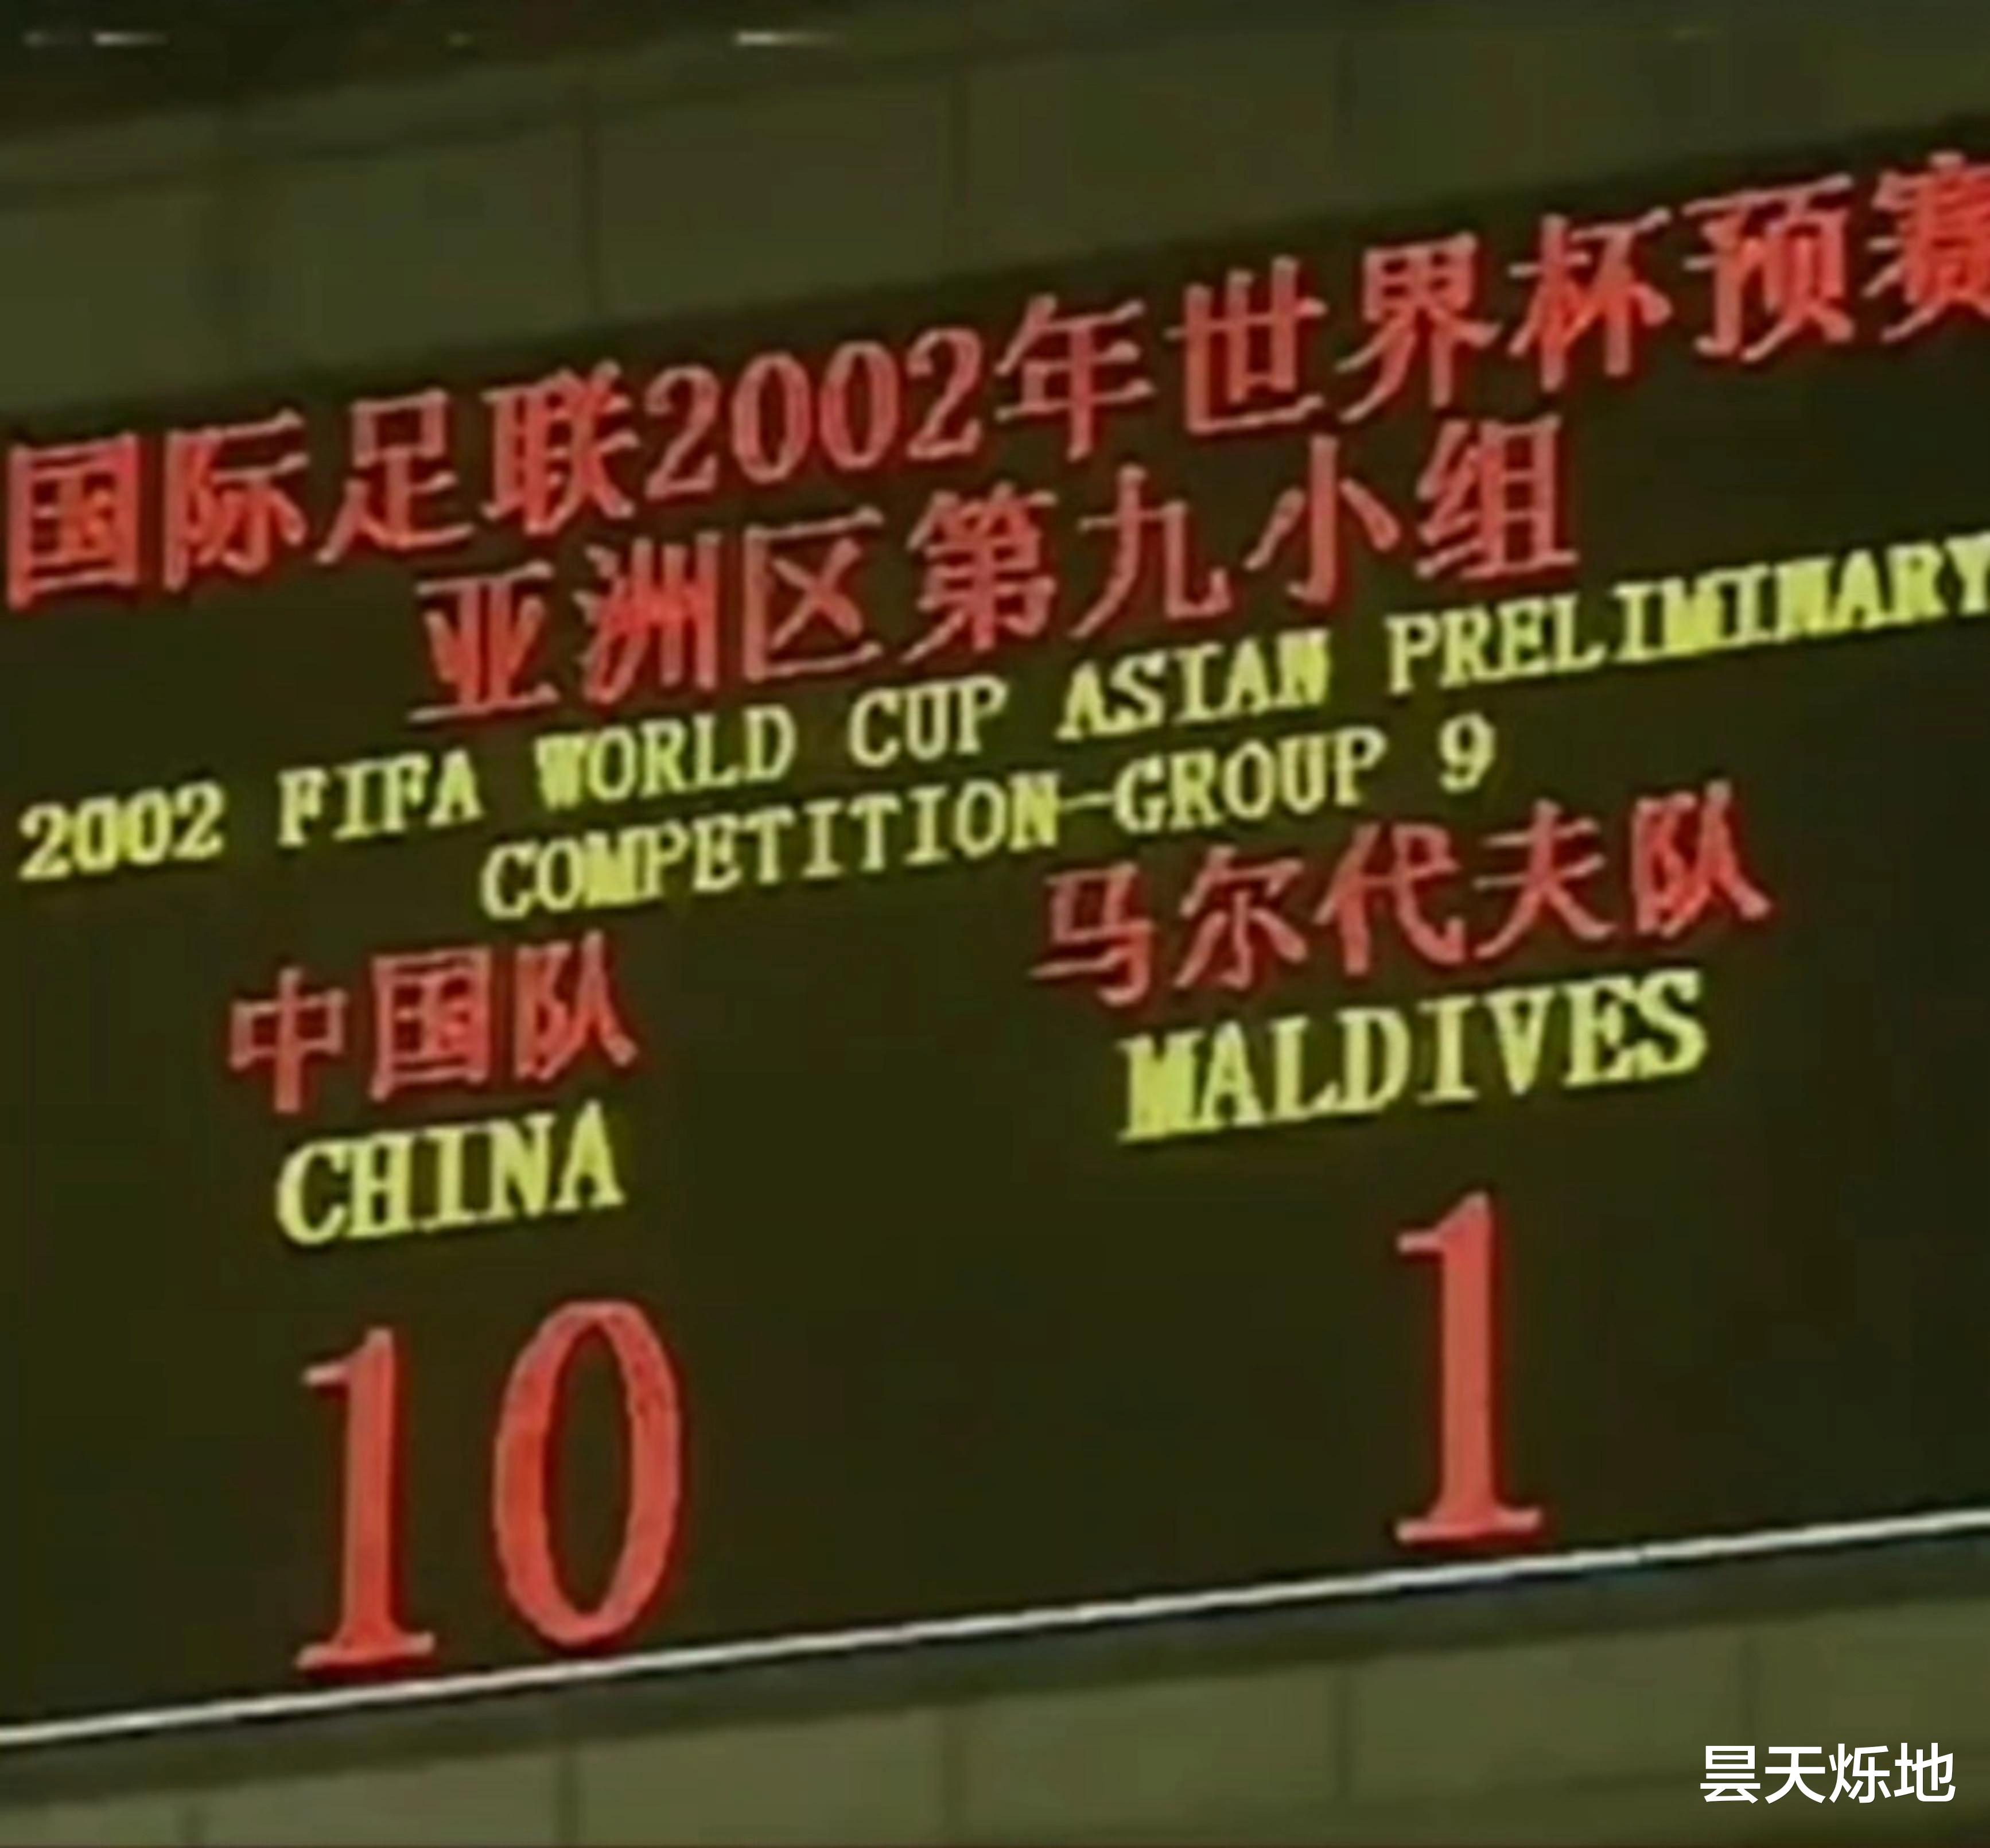 国际足联2002年世界杯预赛
亚洲区第九小组
2002 FIFA WORLD CUP ASIAN PRELIMINARY
COMPETITION-GROUP 9
中国队 马尔代夫队
CHINA MALDIVES
10 1
昙天烁地